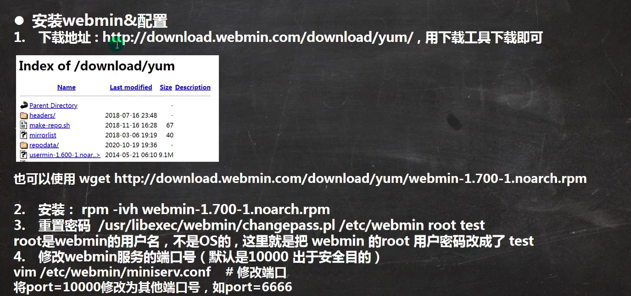 ● 安装webmin&配置
1. 下载地址：http://download.webmin.com/download/yum/，用下载工具下载即可
Index of /download/yum
Name Last modified Size Description
Parent Directory -
headers/ 2018-07-16 23:48 -
make-repo.sh 2018-11-16 16:28 67
mirrorlist 2018-03-06 19:19 40
repodata/ 2020-10-19 19:36 -
usermin-1.600-1.noar..> 2014-05-21 06:10 9.1M
也可以使用 wget http://download.webmin.com/download/yum/webmin-1.700-1.noarch.rpm
2. 安装： rpm -ivh webmin-1.700-1.noarch.rpm
3. 重置密码 /usr/libexec/webmin/changepass.pl /etc/webmin root test
root是webmin的用户名，不是OS的，这里就是把 webmin 的root 用户密码改成了 test
4. 修改webmin服务的端口号（默认是10000 出于安全目的）
vim /etc/webmin/miniserv.conf # 修改端口
将port=10000修改为其他端口号，如port=6666